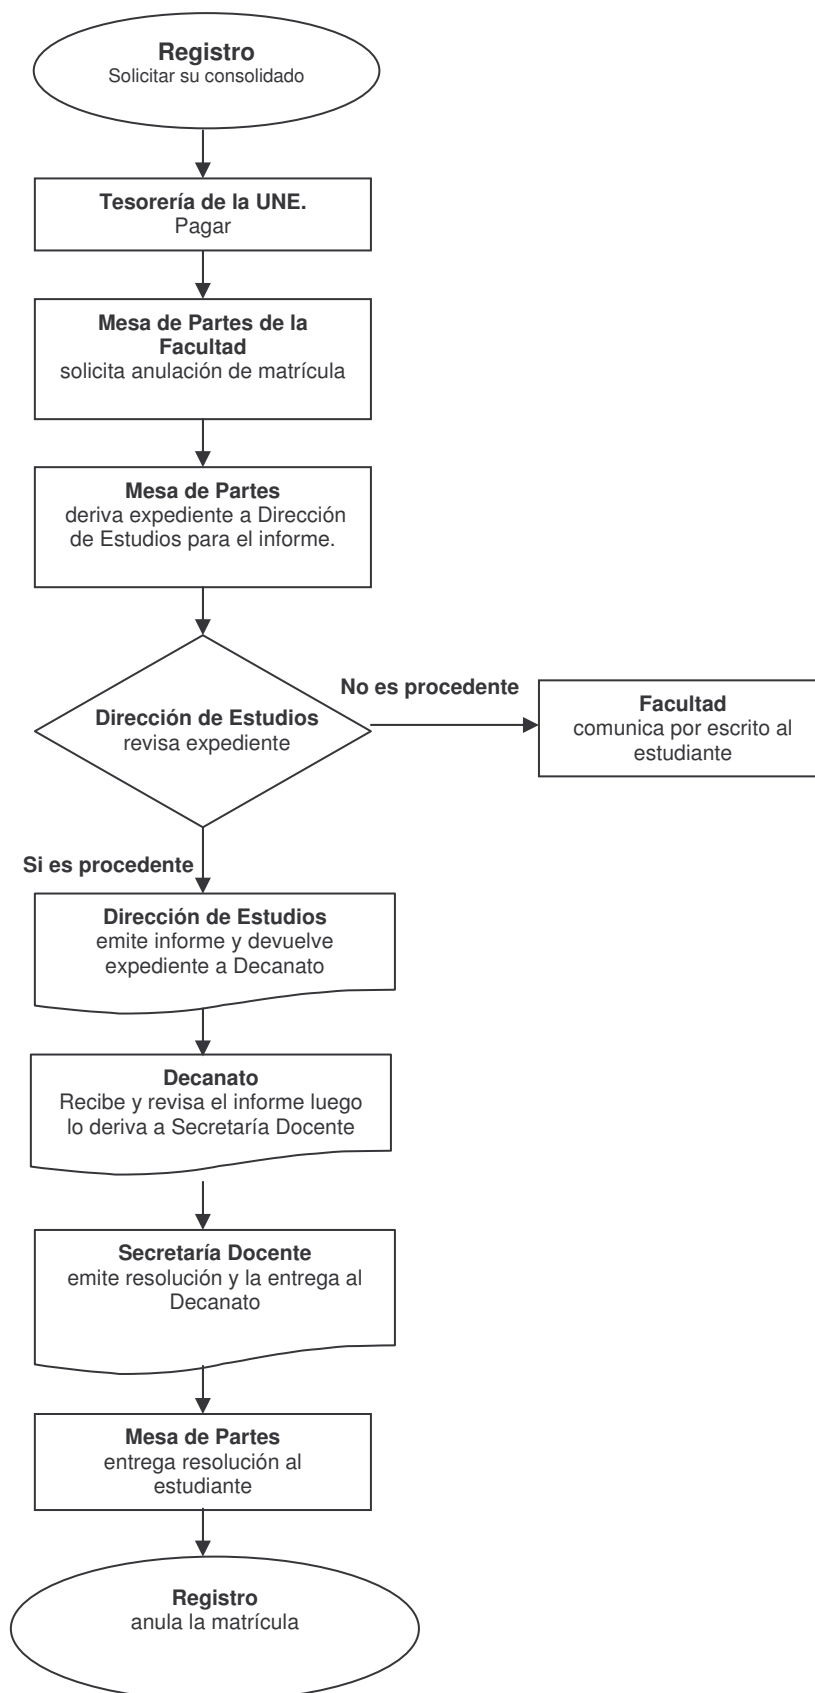 Registro
Solicitar su consolidado
Tesorería de la UNE.
Pagar
Mesa de Partes de la
Facultad
solicita anulación de matrícula
Mesa de Partes
deriva expediente a Dirección
de Estudios para el informe.
Dirección de Estudios
revisa expediente
No es procedente
Facultad
comunica por escrito al
estudiante
Si es procedente
Dirección de Estudios
emite informe y devuelve
expediente a Decanato
Decanato
Recibe y revisa el informe luego
lo deriva a Secretaría Docente
Secretaría Docente
emite resolución y la entrega al
Decanato
Mesa de Partes
entrega resolución al
estudiante
Registro
anula la matrícula